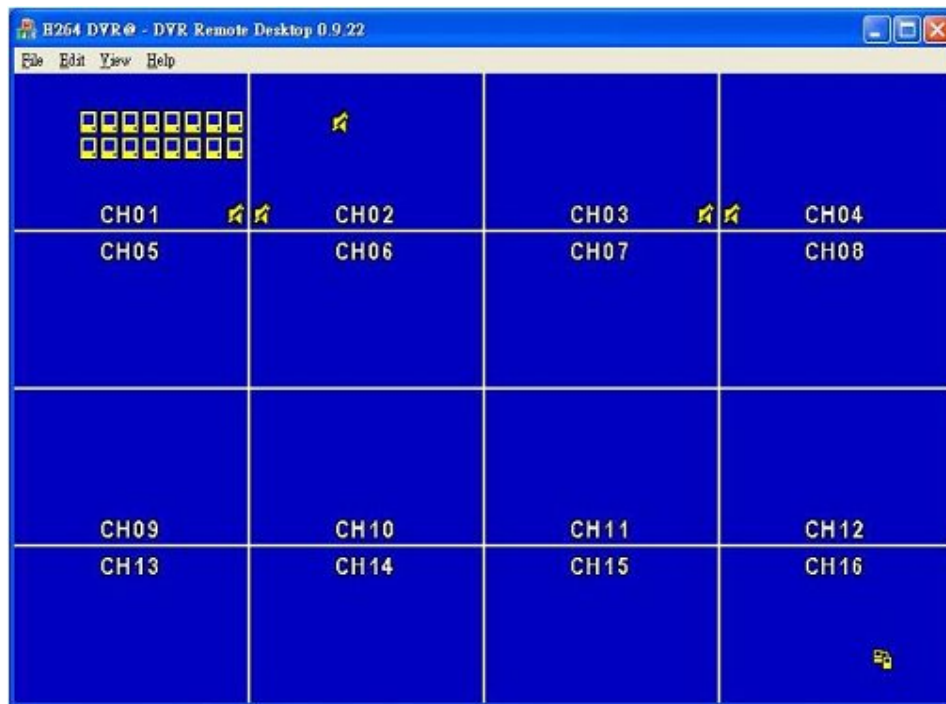 H264 DVR@ - DVR Remote Desktop 0.9.22
File Edit View Help
CH01 CH02 CH03 CH04
CH05 CH06 CH07 CH08
CH09 CH10 CH11 CH12
CH13 CH14 CH15 CH16